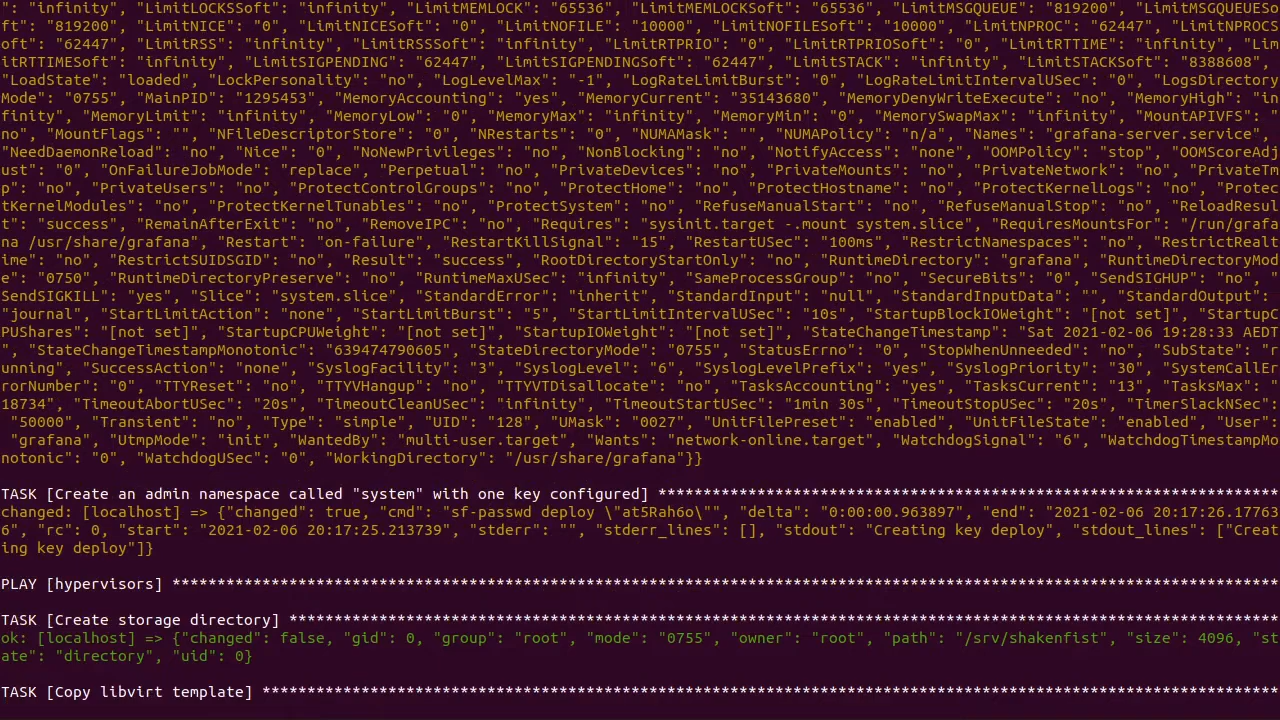 ": "infinity", "LimitLOCKSSoft": "infinity", "LimitMEMLOCK": "65536", "LimitMEMLOCKSoft": "65536", "LimitMSGQUEUE": "819200", "LimitMSGQUEUESo
ft": "819200", "LimitNICE": "0", "LimitNICESoft": "0", "LimitNOFILE": "10000", "LimitNOFILESoft": "10000", "LimitNPROC": "62447", "LimitNPROCS
oft": "62447", "LimitRSS": "infinity", "LimitRSSSoft": "infinity", "LimitRTPRIO": "0", "LimitRTPRIOSoft": "0", "LimitRTTIME": "infinity", "Lim
itRTTIMESoft": "infinity", "LimitSIGPENDING": "62447", "LimitSIGPENDINGSoft": "62447", "LimitSTACK": "infinity", "LimitSTACKSoft": "8388608",
"LoadState": "loaded", "LockPersonality": "no", "LogLevelMax": "-1", "LogRateLimitBurst": "0", "LogRateLimitIntervalUSec": "0", "LogsDirectory
Mode": "0755", "MainPID": "1295453", "MemoryAccounting": "yes", "MemoryCurrent": "35143680", "MemoryDenyWriteExecute": "no", "MemoryHigh": "in
finity", "MemoryLimit": "infinity", "MemoryLow": "0", "MemoryMax": "infinity", "MemoryMin": "0", "MemorySwapMax": "infinity", "MountAPIVFS": "
no", "MountFlags": "", "NFileDescriptorStore": "0", "NRestarts": "0", "NUMAMask": "", "NUMAPolicy": "n/a", "Names": "grafana-server.service",
"NeedDaemonReload": "no", "Nice": "0", "NoNewPrivileges": "no", "NonBlocking": "no", "NotifyAccess": "none", "OOMPolicy": "stop", "OOMScoreAdj
ust": "0", "OnFailureJobMode": "replace", "Perpetual": "no", "PrivateDevices": "no", "PrivateMounts": "no", "PrivateNetwork": "no", "PrivateTm
p": "no", "PrivateUsers": "no", "ProtectControlGroups": "no", "ProtectHome": "no", "ProtectHostname": "no", "ProtectKernelLogs": "no", "Protec
tKernelModules": "no", "ProtectKernelTunables": "no", "ProtectSystem": "no", "RefuseManualStart": "no", "RefuseManualStop": "no", "ReloadResul
t": "success", "RemainAfterExit": "no", "RemoveIPC": "no", "Requires": "sysinit.target -.mount system.slice", "RequiresMountsFor": "/run/grafa
na /usr/share/grafana", "Restart": "on-failure", "RestartKillSignal": "15", "RestartUSec": "100ms", "RestrictNamespaces": "no", "RestrictRealt
ime": "no", "RestrictSUIDSGID": "no", "Result": "success", "RootDirectoryStartOnly": "no", "RuntimeDirectory": "grafana", "RuntimeDirectoryMod
e": "0750", "RuntimeDirectoryPreserve": "no", "RuntimeMaxUSec": "infinity", "SameProcessGroup": "no", "SecureBits": "0", "SendSIGHUP": "no", "
SendSIGKILL": "yes", "Slice": "system.slice", "StandardError": "inherit", "StandardInput": "null", "StandardInputData": "", "StandardOutput":
"journal", "StartLimitAction": "none", "StartLimitBurst": "5", "StartLimitIntervalUSec": "10s", "StartupBlockIOWeight": "[not set]", "StartupC
PUShares": "[not set]", "StartupCPUWeight": "[not set]", "StartupIOWeight": "[not set]", "StateChangeTimestamp": "Sat 2021-02-06 19:28:33 AEDT
", "StateChangeTimestampMonotonic": "639474790605", "StateDirectoryMode": "0755", "StatusErrno": "0", "StopWhenUnneeded": "no", "SubState": "r
unning", "SuccessAction": "none", "SyslogFacility": "3", "SyslogLevel": "6", "SyslogLevelPrefix": "yes", "SyslogPriority": "30", "SystemCallEr
rorNumber": "0", "TTYReset": "no", "TTYVHangup": "no", "TTYVTDisallocate": "no", "TasksAccounting": "yes", "TasksCurrent": "13", "TasksMax": "
18734", "TimeoutAbortUSec": "20s", "TimeoutCleanUSec": "infinity", "TimeoutStartUSec": "1min 30s", "TimeoutStopUSec": "20s", "TimerSlackNSec":
 "50000", "Transient": "no", "Type": "simple", "UID": "128", "UMask": "0027", "UnitFilePreset": "enabled", "UnitFileState": "enabled", "User":
 "grafana", "UtmpMode": "init", "WantedBy": "multi-user.target", "Wants": "network-online.target", "WatchdogSignal": "6", "WatchdogTimestampMo
notonic": "0", "WatchdogUSec": "0", "WorkingDirectory": "/usr/share/grafana"}}
TASK [Create an admin namespace called "system" with one key configured] *********************************************************************
changed: [localhost] => {"changed": true, "cmd": "sf-passwd deploy \"at5Rah6o\"", "delta": "0:00:00.963897", "end": "2021-02-06 20:17:26.17763
6", "rc": 0, "start": "2021-02-06 20:17:25.213739", "stderr": "", "stderr_lines": [], "stdout": "Creating key deploy", "stdout_lines": ["Creat
ing key deploy"]}
PLAY [hypervisors] ***************************************************************************************************************************
TASK [Create storage directory] **************************************************************************************************************
ok: [localhost] => {"changed": false, "gid": 0, "group": "root", "mode": "0755", "owner": "root", "path": "/srv/shakenfist", "size": 4096, "st
ate": "directory", "uid": 0}
TASK [Copy libvirt template] *****************************************************************************************************************